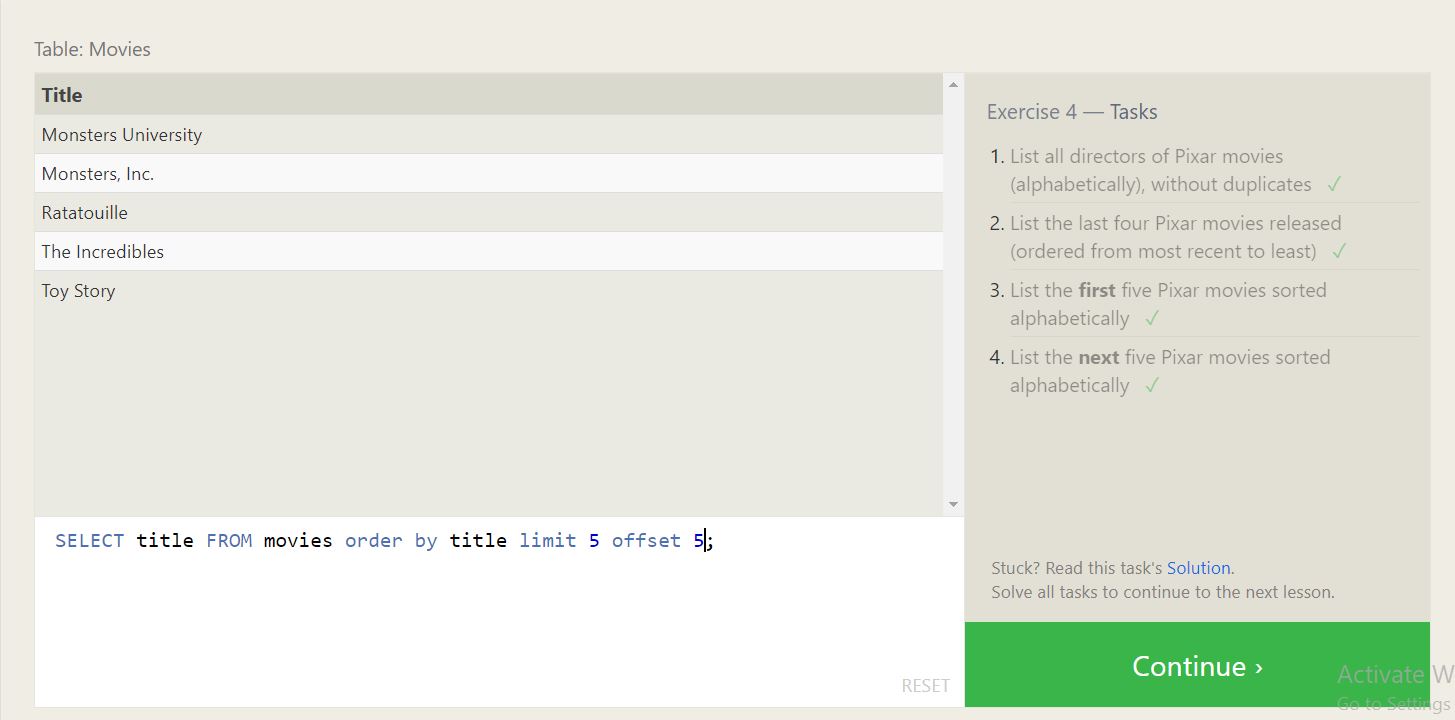 Table: Movies
Title
Monsters University
Monsters, Inc.
Ratatouille
The Incredibles
Toy Story
SELECT title FROM movies order by title limit 5 offset 5;
RESET
Exercise 4 — Tasks
1. List all directors of Pixar movies
(alphabetically), without duplicates ✓
2. List the last four Pixar movies released
(ordered from most recent to least) ✓
3. List the first five Pixar movies sorted
alphabetically ✓
4. List the next five Pixar movies sorted
alphabetically ✓
Stuck? Read this task's Solution.
Solve all tasks to continue to the next lesson.
Continue ›
Activate W
Go to Settings